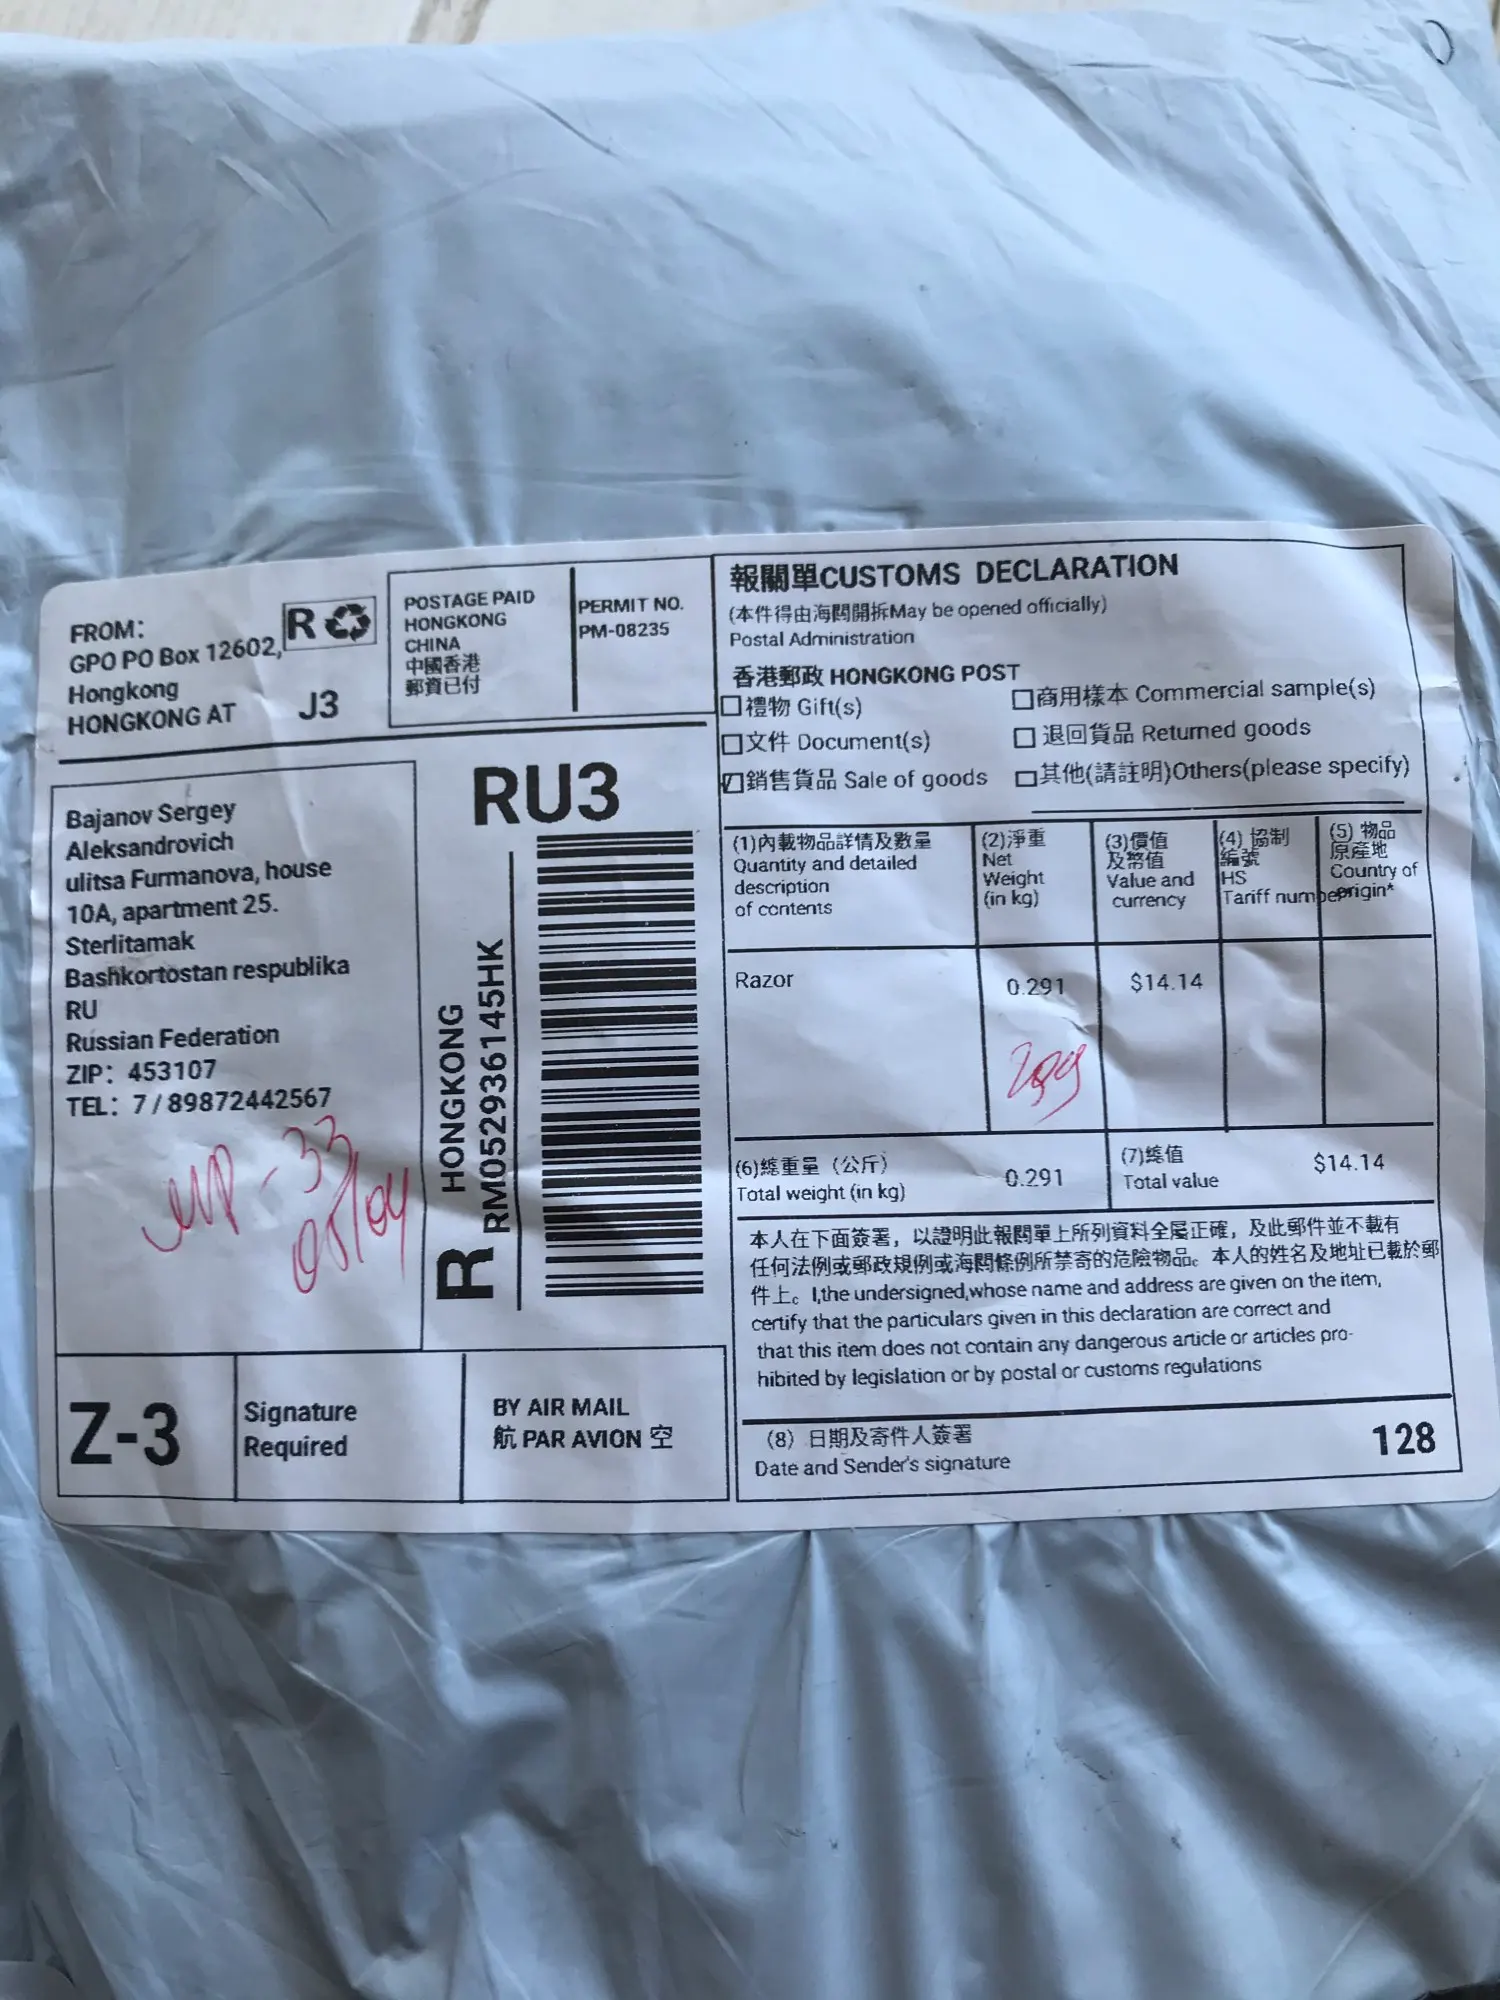 FROM:
GPO PO Box 12602,
Hongkong
HONGKONG AT
R
J3
POSTAGE PAID
HONGKONG
CHINA
中國香港
郵資已付
PERMIT NO.
PM-08235
Bajanov Sergey
Aleksandrovich
ulitsa Furmanova, house
10A, apartment 25.
Sterlitamak
Bashkortostan respublika
RU
Russian Federation
ZIP: 453107
TEL: 7/89872442567
33
05/04
RU3
R HONGKONG
RM052936145HK
Z-3
Signature
Required
BY AIR MAIL
航 PAR AVION 空
報關單CUSTOMS DECLARATION
(本件得由海關開拆May be opened officially)
Postal Administration
香港郵政 HONGKONG POST
禮物 Gift(s)
商用樣本 Commercial sample(s)
文件 Document(s)
退回貨品 Returned goods
銷售貨品 Sale of goods
其他(請註明)Others(please specify)
(1)內載物品詳情及數量
Quantity and detailed
description
of contents
(2)淨重
Net
Weight
(in kg)
(3)價值
及幣值
Value and
currency
(4) 協制
編號
HS
Tariff number
(5) 物品
原產地
Country of
origin*
Razor 0.291 $14.14
(6)總重量（公斤）
Total weight (in kg)
0.291
(7)總值
Total value
$14.14
本人在下面簽署，以證明此報關單上所列資料全屬正確，及此郵件並不載有
任何法例或郵政規例或海關條例所禁寄的危險物品。本人的姓名及地址已載於郵
件上。I,the undersigned,whose name and address are given on the item,
certify that the particulars given in this declaration are correct and
that this item does not contain any dangerous article or articles pro-
hibited by legislation or by postal or customs regulations
(8) 日期及寄件人簽署
Date and Sender's signature
128